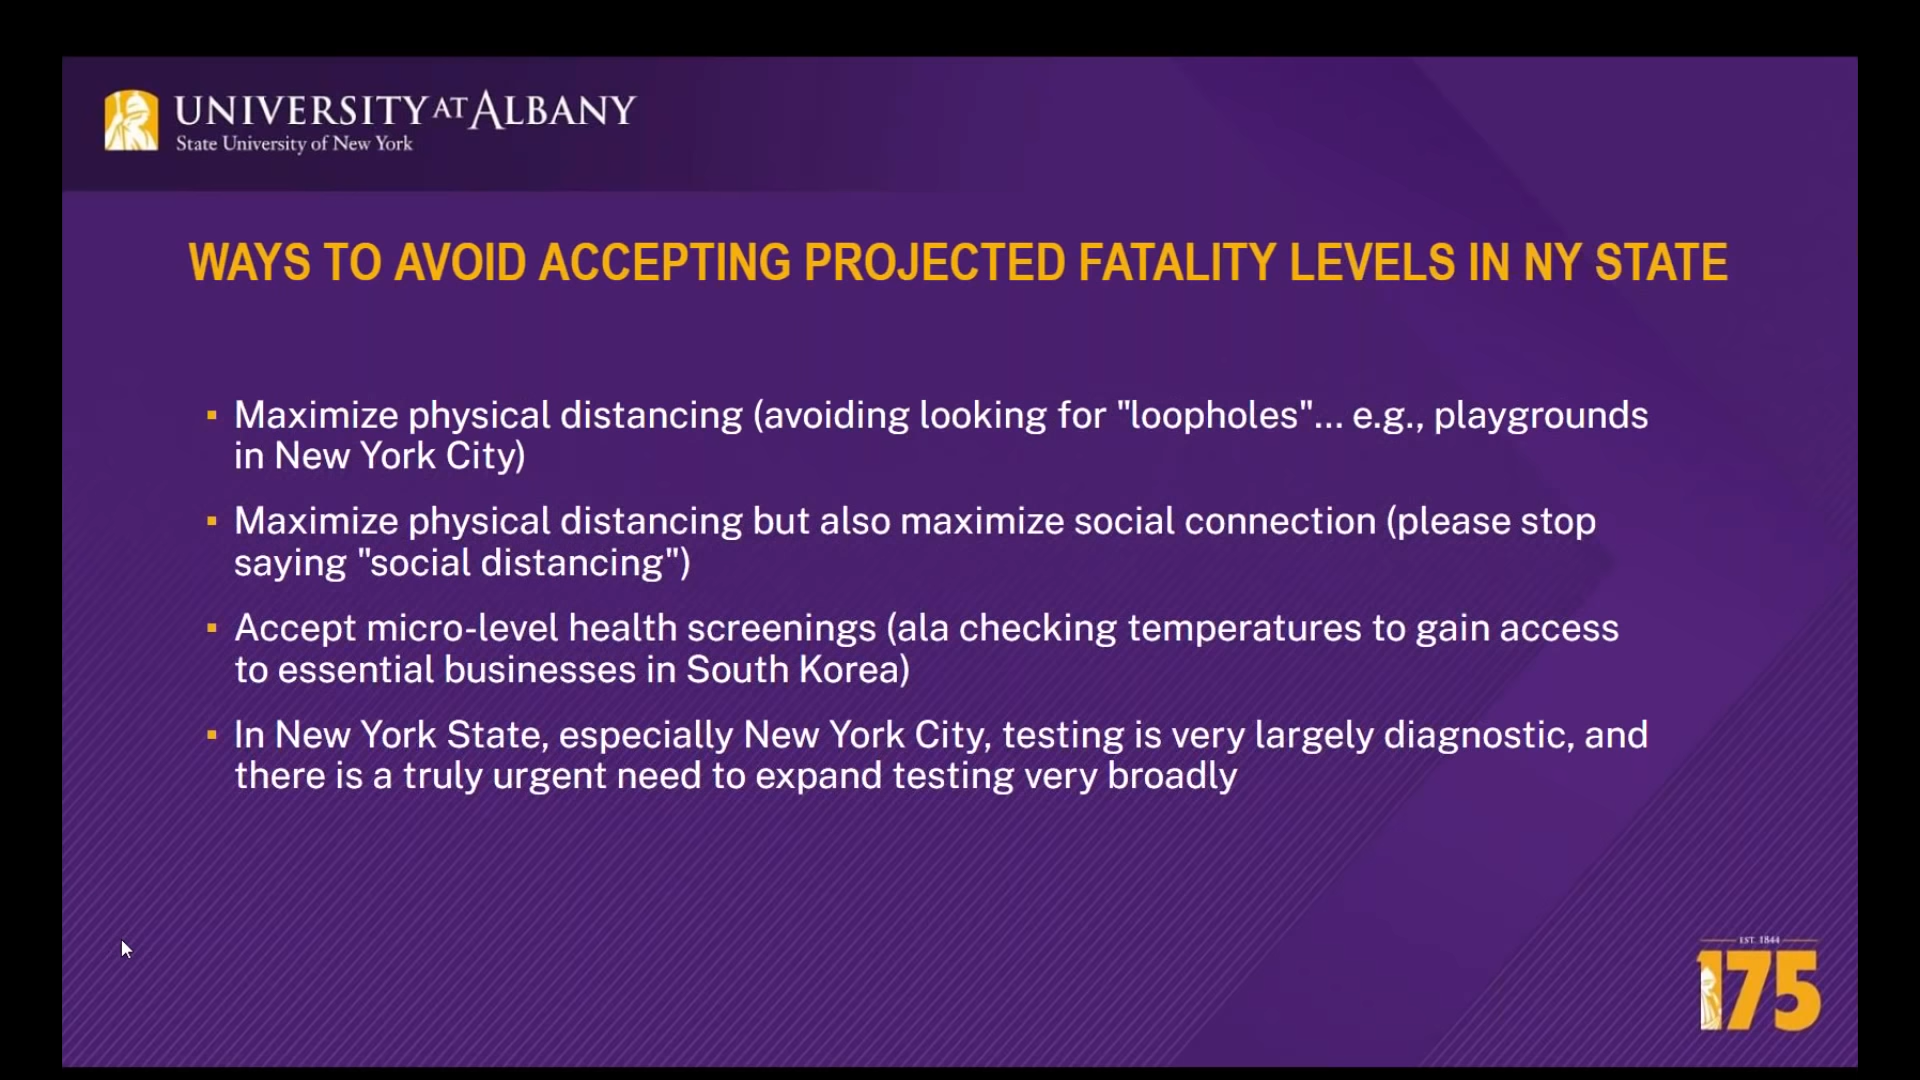 UNIVERSITY AT ALBANY
State University of New York
WAYS TO AVOID ACCEPTING PROJECTED FATALITY LEVELS IN NY STATE
▪ Maximize physical distancing (avoiding looking for "loopholes"... e.g., playgrounds
in New York City)
▪ Maximize physical distancing but also maximize social connection (please stop
saying "social distancing")
▪ Accept micro-level health screenings (ala checking temperatures to gain access
to essential businesses in South Korea)
▪ In New York State, especially New York City, testing is very largely diagnostic, and
there is a truly urgent need to expand testing very broadly
EST. 1844
175